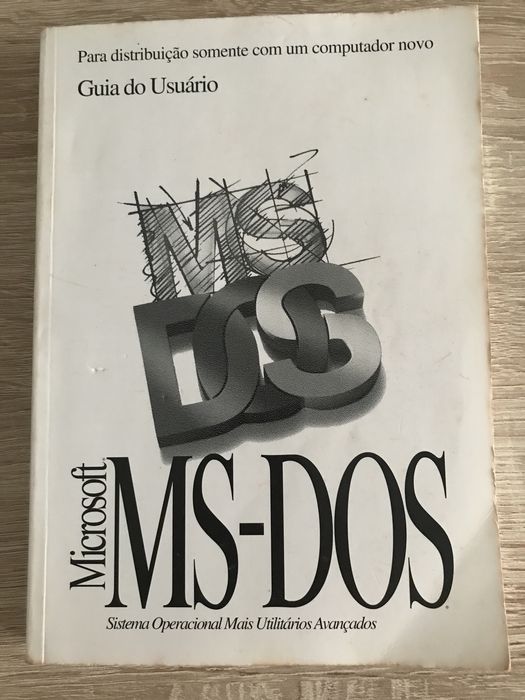 Para distribuição somente com um computador novo
Guia do Usuário
MS
DOS
Microsoft®
MS-DOS®
Sistema Operacional Mais Utilitários Avançados